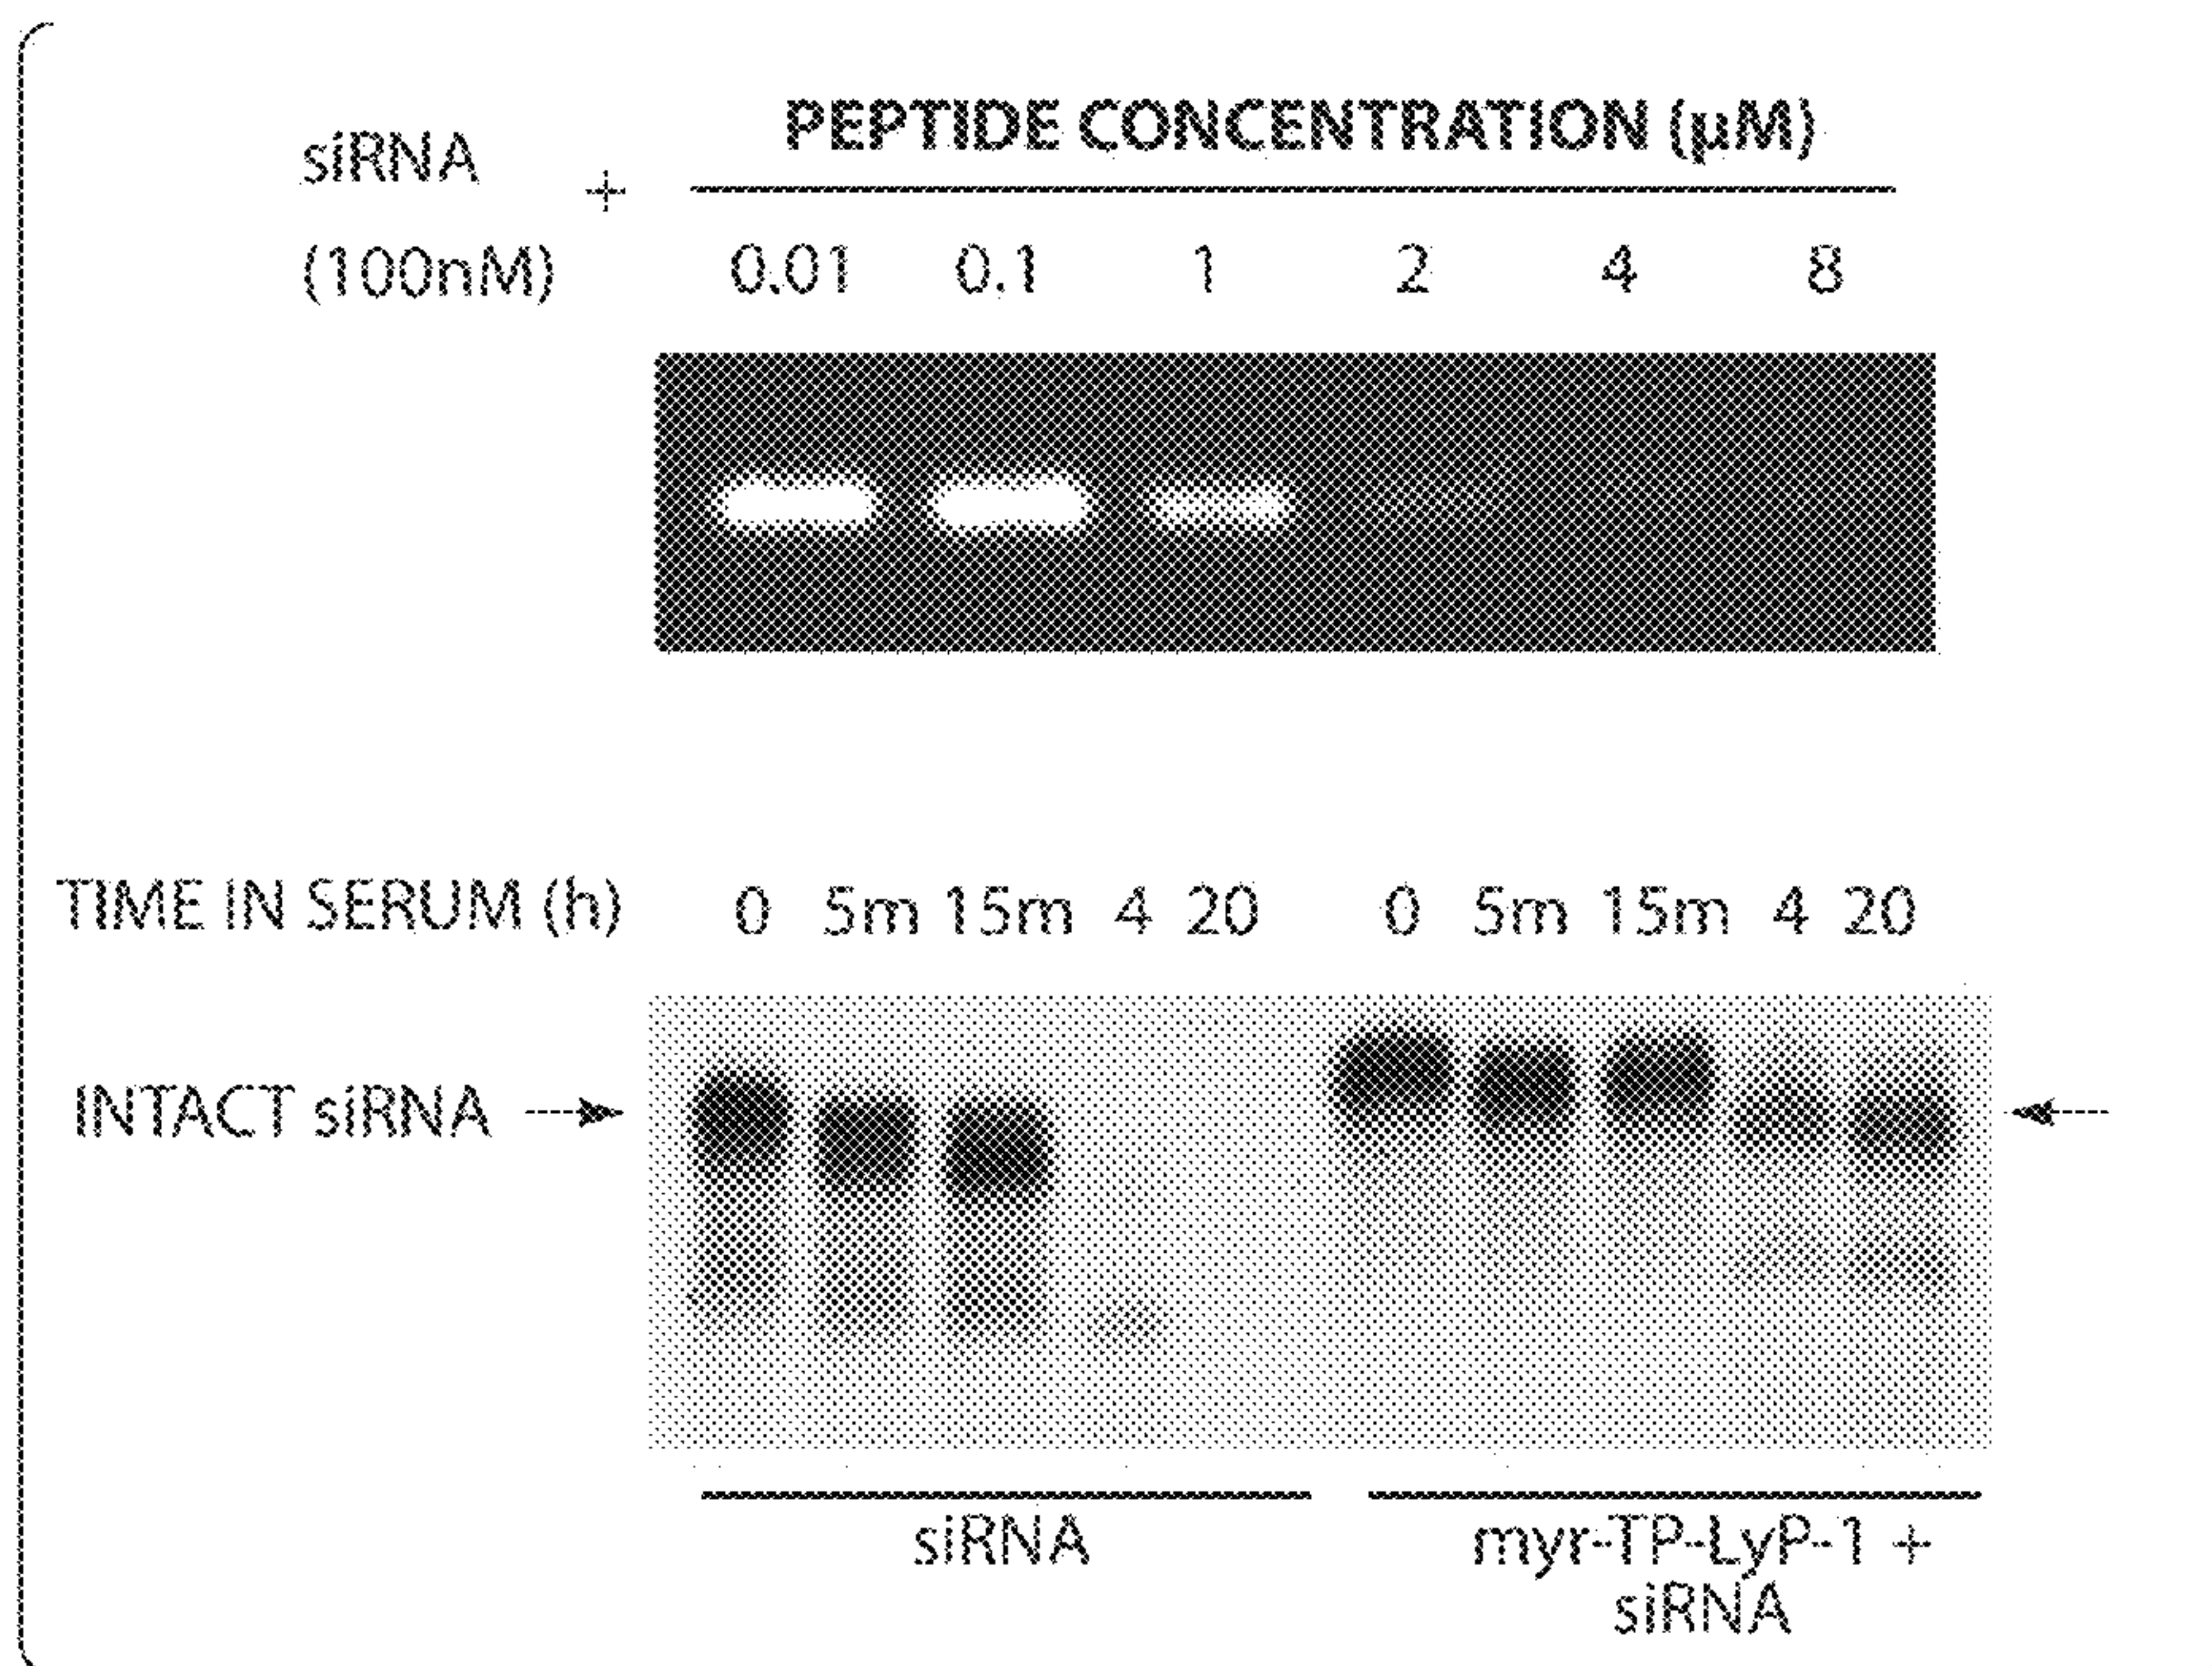 PEPTIDE CONCENTRATION (µM)
siRNA +
(100nM) 0.01 0.1 1 2 4 8
TIME IN SERUM (h) 0 5m 15m 4 20 0 5m 15m 4 20
INTACT siRNA
siRNA myr-TP-LyP-1 +
siRNA